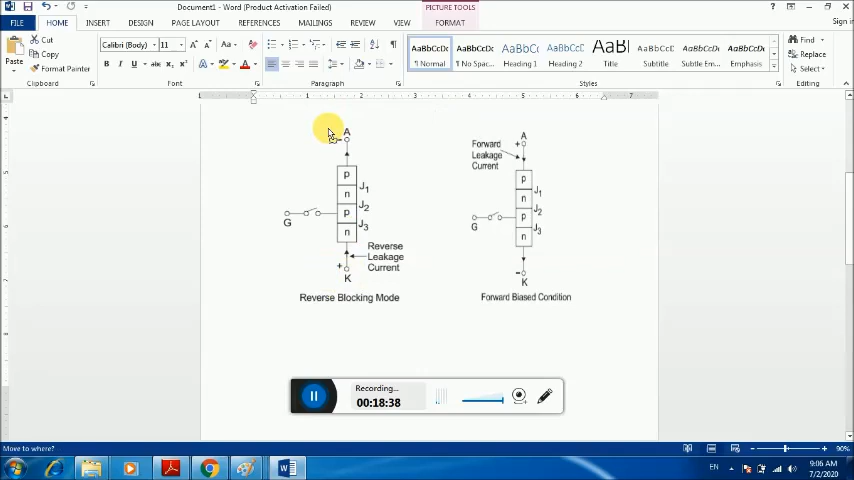 Document1 - Word (Product Activation Failed)
PICTURE TOOLS
FILE
HOME
INSERT
DESIGN
PAGE LAYOUT
REFERENCES
MAILINGS
REVIEW
VIEW
FORMAT
Sign in
Paste
Cut
Copy
Format Painter
Clipboard
Calibri (Body)
11
Font
Paragraph
AaBbCcDc
¶ Normal
AaBbCcDc
¶ No Spac...
AaBbCc
Heading 1
AaBbCc
Heading 2
AaBl
Title
AaBbCcD
Subtitle
AaBbCcDc
Subtle Em...
AaBbCcDc
Emphasis
Styles
Find
Replace
Select
Editing
A
-
p
n
p
n
J1
J2
J3
G
Reverse
Leakage
Current
+
K
Reverse Blocking Mode
Forward
Leakage
Current
A
+
p
n
p
n
J1
J2
J3
G
-
K
Forward Biased Condition
Recording...
00:18:38
Move to where?
90%
EN
9:06 AM
7/2/2020